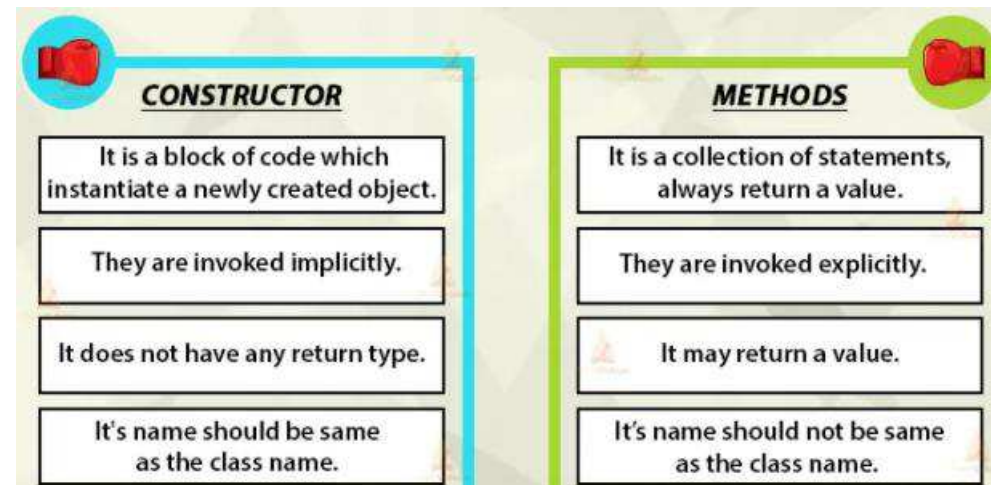 CONSTRUCTOR
It is a block of code which
instantiate a newly created object.
They are invoked implicitly.
It does not have any return type.
It's name should be same
as the class name.
METHODS
It is a collection of statements,
always return a value.
They are invoked explicitly.
It may return a value.
It's name should not be same
as the class name.